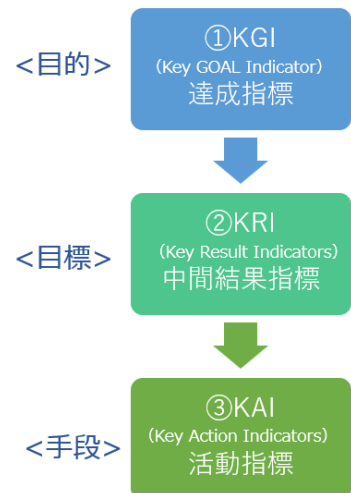 <目的>
①KGI
（Key GOAL Indicator）
達成指標
<目標>
②KRI
（Key Result Indicators）
中間結果指標
<手段>
③KAI
（Key Action Indicators）
活動指標